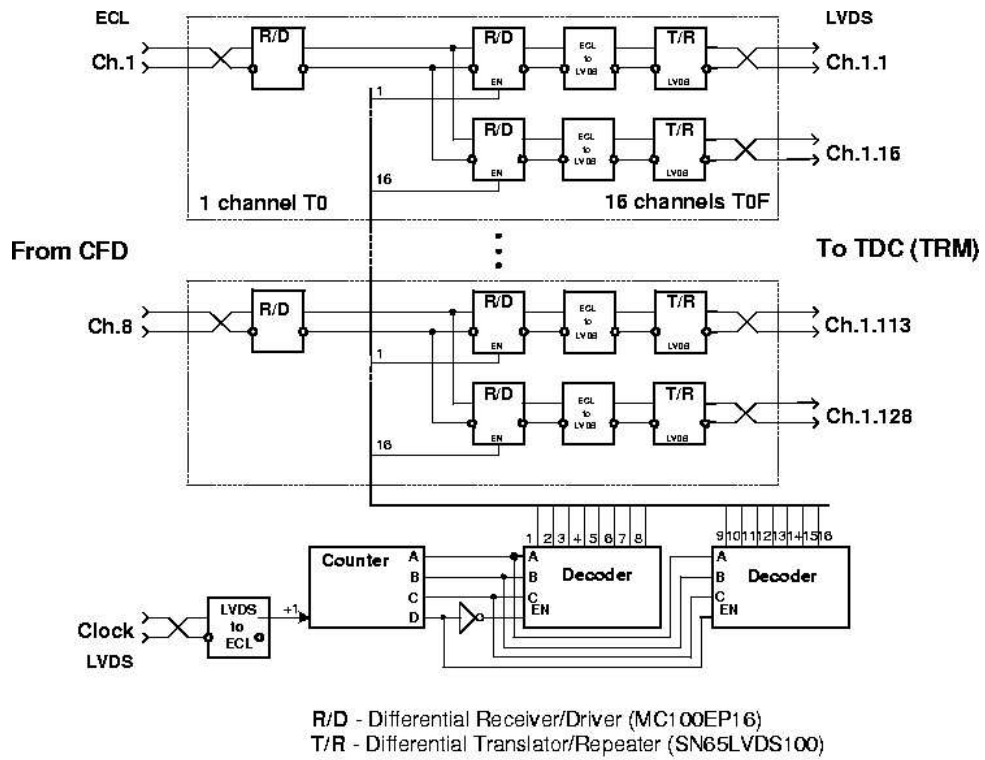 ECL
LVDS
Ch.1
R/D
R/D
ECL
to
LVDS
T/R
LVDS
EN
Ch.1.1
1
R/D
ECL
to
LVDS
T/R
LVDS
EN
Ch.1.16
16
1 channel T0
16 channels T0F
From CFD
To TDC (TRM)
Ch.8
R/D
R/D
ECL
to
LVDS
T/R
LVDS
EN
Ch.1.113
1
R/D
ECL
to
LVDS
T/R
LVDS
EN
Ch.1.128
16
1 2 3 4 5 6 7 8
9 10 11 12 13 14 15 16
Counter
A
B
C
D
A
B
C
EN
Decoder
A
B
C
EN
Decoder
Clock
LVDS
LVDS
to
ECL
+1
R/D - Differential Receiver/Driver (MC100EP16)
T/R - Differential Translator/Repeater (SN65LVDS100)